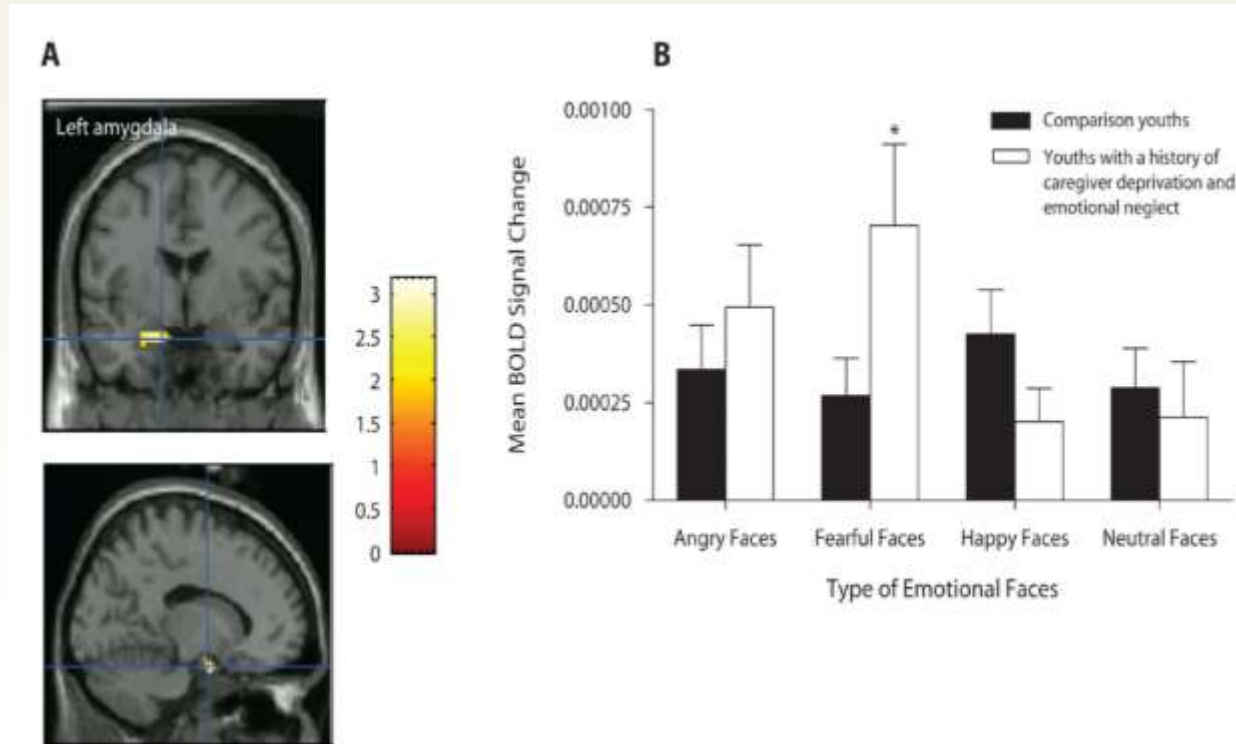 A
Left amygdala
3
2.5
2
1.5
1
0.5
0
B
Mean BOLD Signal Change
0.00100
0.00075
0.00050
0.00025
0.00000
*
Comparison youths
Youths with a history of
caregiver deprivation and
emotional neglect
Angry Faces Fearful Faces Happy Faces Neutral Faces
Type of Emotional Faces